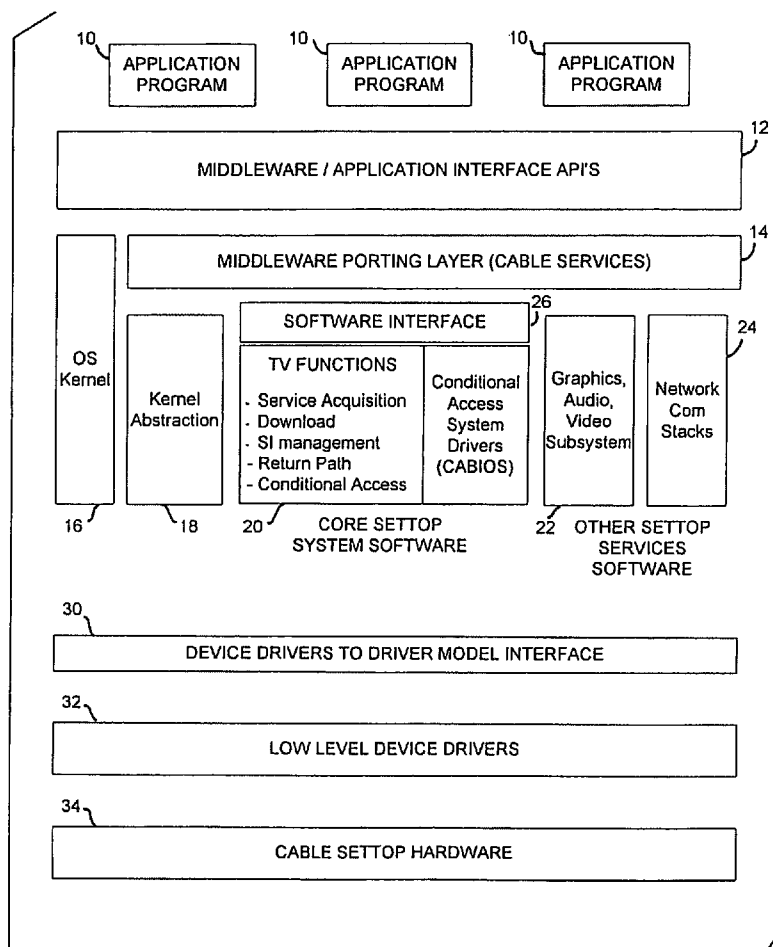 10
APPLICATION
PROGRAM
10
APPLICATION
PROGRAM
10
APPLICATION
PROGRAM
12
MIDDLEWARE / APPLICATION INTERFACE API'S
14
MIDDLEWARE PORTING LAYER (CABLE SERVICES)
26
SOFTWARE INTERFACE
24
OS
Kernel
Kernel
Abstraction
TV FUNCTIONS
- Service Acquisition
- Download
- SI management
- Return Path
- Conditional Access
Conditional
Access
System
Drivers
(CABIOS)
Graphics,
Audio,
Video
Subsystem
Network
Com
Stacks
16
18
20
CORE SETTOP
SYSTEM SOFTWARE
22
OTHER SETTOP
SERVICES
SOFTWARE
30
DEVICE DRIVERS TO DRIVER MODEL INTERFACE
32
LOW LEVEL DEVICE DRIVERS
34
CABLE SETTOP HARDWARE